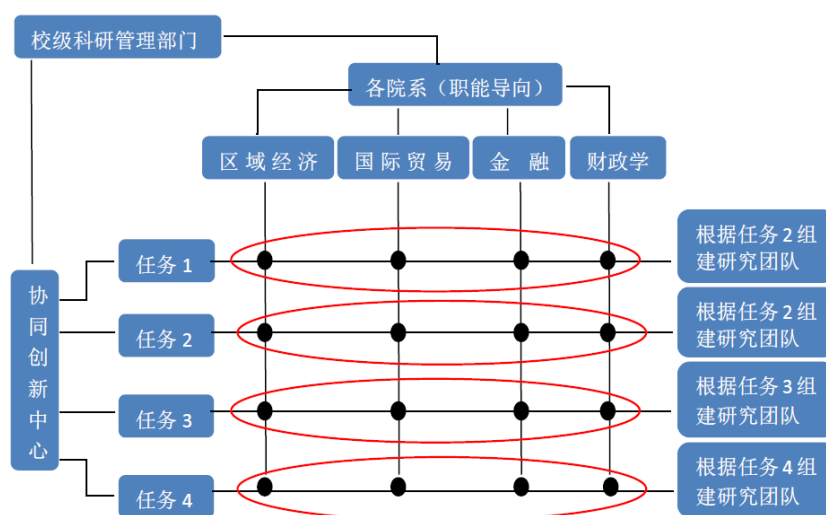 校级科研管理部门
各院系（职能导向）
区 域 经 济
国 际 贸 易
金 融
财政学
任务 1
根据任务 2 组
建研究团队
协
同
创
新
中
心
任务 2
根据任务 2 组
建研究团队
任务 3
根据任务 3 组
建研究团队
任务 4
根据任务 4 组
建研究团队